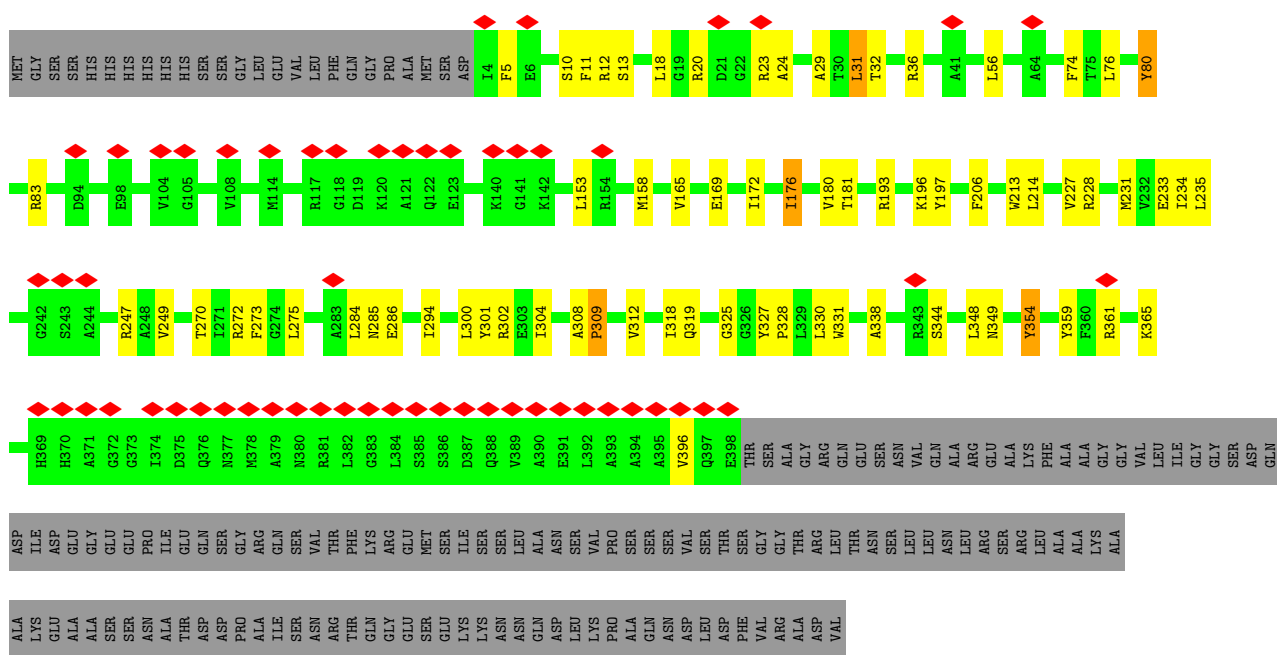 MET GLY SER SER HIS HIS HIS HIS HIS HIS SER SER GLY LEU GLU VAL LEU PHE GLN GLY PRO ALA MET SER ASP I4 F5 E6 S10 F11 R12 S13 L18 G19 R20 D21 G22 R23 A24 A29 T30 L31 T32 R36 A41 L56 A64 F74 T75 L76 Y80
R83 D94 E98 V104 G105 V108 M114 R117 G118 D119 K120 A121 Q122 E123 K140 G141 K142 L153 R154 M158 V165 E169 I172 I176 V180 T181 R193 K196 Y197 F206 W213 L214 V227 R228 M231 V232 E233 I234 L235
G242 S243 A244 R247 A248 V249 T270 I271 R272 F273 G274 L275 A283 L284 N285 E286 I294 L300 Y301 R302 E303 I304 A308 P309 V312 I318 Q319 G325 G326 Y327 P328 L329 L330 W331 A338 R343 S344 L348 N349 Y354 Y359 F360 R361 K365
H369 H370 A371 G372 G373 I374 D375 Q376 N377 M378 A379 N380 R381 L382 G383 L384 S385 S386 D387 Q388 V389 A390 E391 L392 A393 A394 A395 V396 Q397 E398 THR SER ALA GLY ARG GLN GLU SER ASN VAL GLN ALA ARG GLU ALA LYS PHE ALA ALA GLY GLY VAL LEU ILE GLY GLY SER ASP GLN
ASP ILE ASP GLU GLY GLU GLU PRO ILE GLU GLN SER GLY ARG GLN SER VAL THR PHE LYS ARG GLU MET SER ILE SER SER LEU ALA ASN SER VAL PRO SER SER SER VAL SER THR SER GLY GLY THR ARG LEU THR ASN SER LEU LEU ASN LEU ARG SER ARG LEU ALA ALA LYS ALA
ALA LYS GLU ALA ALA SER SER ASN ALA THR ASP ASP PRO ALA ILE SER ASN ARG THR GLN GLY GLU SER GLU LYS LYS ASN ASN GLN ASP LEU LYS PRO ALA GLN ASN ASP LEU ASP PHE VAL ARG ALA ASP VAL